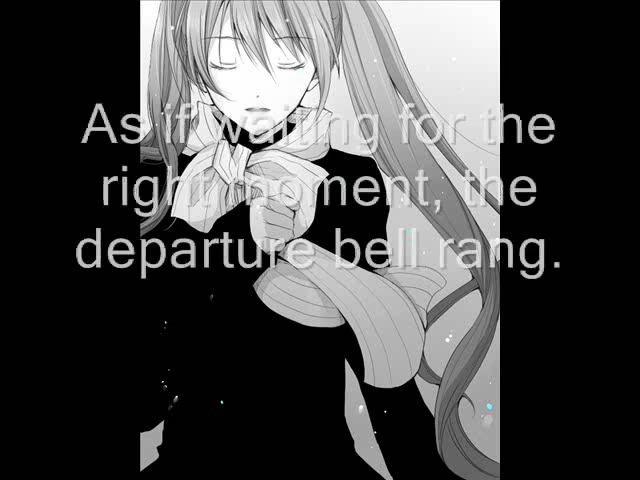 As if waiting for the
right moment, the
departure bell rang.